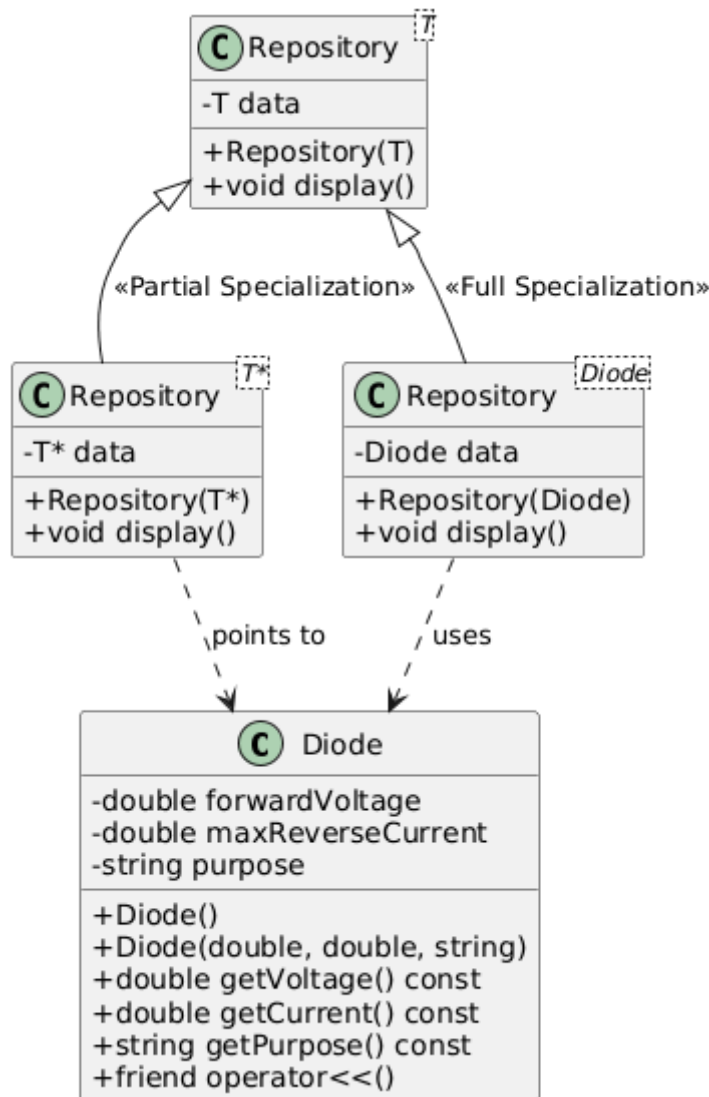 C Repository T
-T data
+Repository(T)
+void display()
«Partial Specialization» «Full Specialization»
C Repository T*
-T* data
+Repository(T*)
+void display()
C Repository Diode
-Diode data
+Repository(Diode)
+void display()
points to
uses
C Diode
-double forwardVoltage
-double maxReverseCurrent
-string purpose
+Diode()
+Diode(double, double, string)
+double getVoltage() const
+double getCurrent() const
+string getPurpose() const
+friend operator<<()